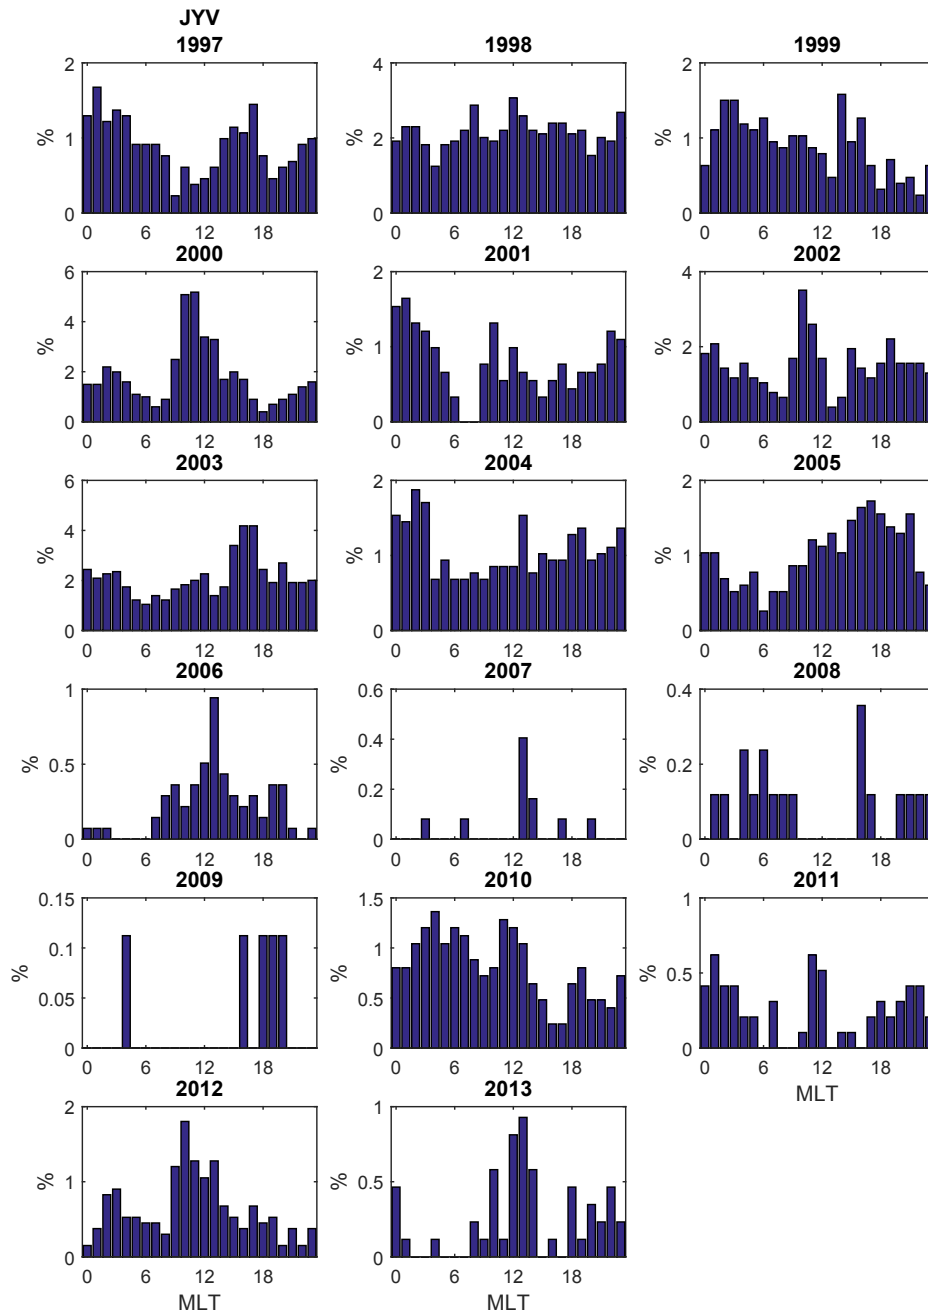 JYV
1997 1998 1999
2 4 2
% 1 % 2 % 1
0 0 0
0 6 12 18 0 6 12 18 0 6 12 18
2000 2001 2002
6 2 4
4
% % 1 % 2
2
0 0 0
0 6 12 18 0 6 12 18 0 6 12 18
2003 2004 2005
6 2 2
4
% % 1 % 1
2
0 0 0
0 6 12 18 0 6 12 18 0 6 12 18
2006 2007 2008
1 0.6 0.4
0.4
% 0.5 % % 0.2
0.2
0 0 0
0 6 12 18 0 6 12 18 0 6 12 18
2009 2010 2011
0.15 1.5 1
0.1 1
% % % 0.5
0.05 0.5
0 0 0
0 6 12 18 0 6 12 18 0 6 12 18
MLT
2012 2013
2 1
% 1 % 0.5
0 0
0 6 12 18 0 6 12 18
MLT MLT